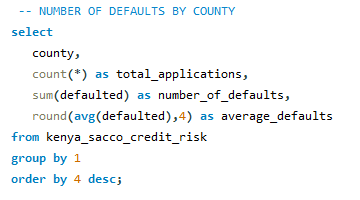 -- NUMBER OF DEFAULTS BY COUNTY
select
county,
count(*) as total_applications,
sum(defaulted) as number_of_defaults,
round(avg(defaulted),4) as average_defaults
from kenya_sacco_credit_risk
group by 1
order by 4 desc;